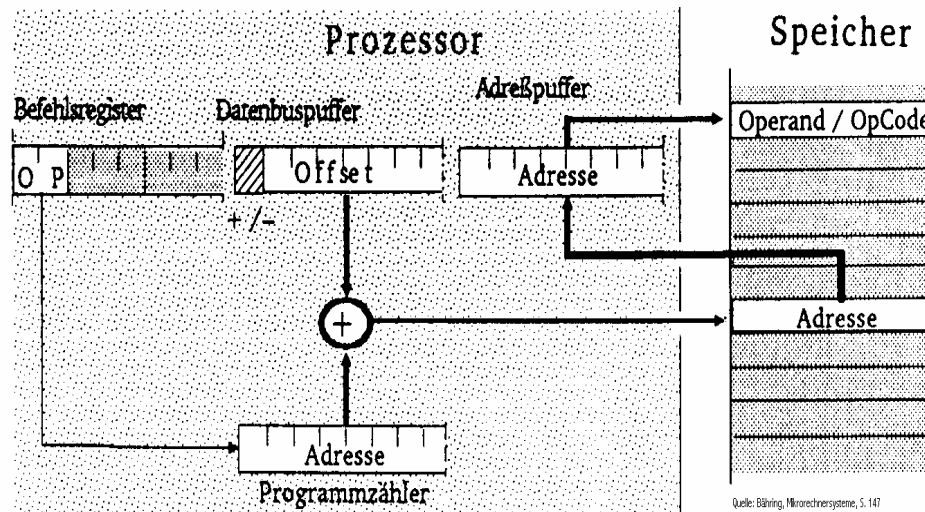 Prozessor
Speicher
Befehlsregister
Datenbuspuffer
Adreßpuffer
O P
Offset
Adresse
Operand / OpCode
+ /-
+
Adresse
Adresse
Programmzähler
Quelle: Bähring, Mikrorechnersysteme, S. 147